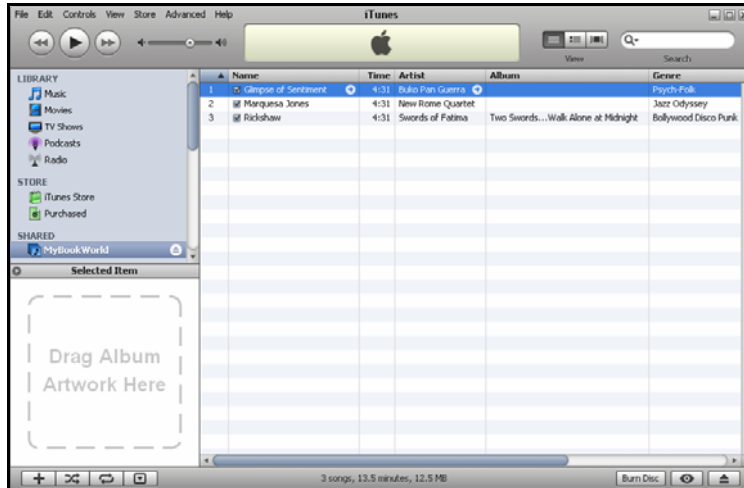 File Edit Controls View Store Advanced Help
iTunes
View
Search
LIBRARY
Music
Movies
TV Shows
Podcasts
Radio
STORE
iTunes Store
Purchased
SHARED
MyBookWorld
Selected Item
Drag Album
Artwork Here
Name Time Artist Album Genre
1 Glimpse of Sentiment 4:31 Buko Pan Guerra Psych-Folk
2 Marquesa Jones 4:31 New Rome Quartet Jazz Odyssey
3 Rickshaw 4:31 Swords of Fatima Two Swords...Walk Alone at Midnight Bollywood Disco Punk
3 songs, 13.5 minutes, 12.5 MB
Burn Disc